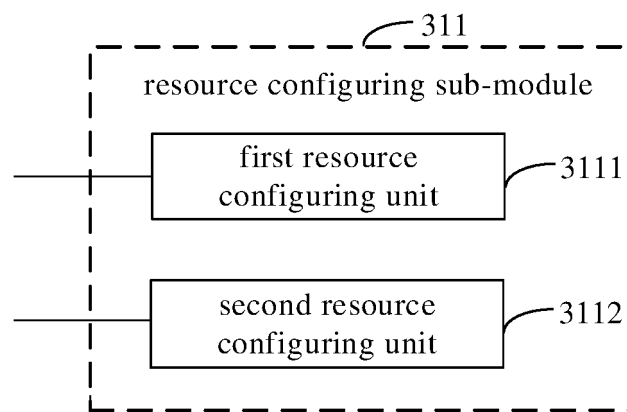 311
resource configuring sub-module
first resource
configuring unit
3111
second resource
configuring unit
3112